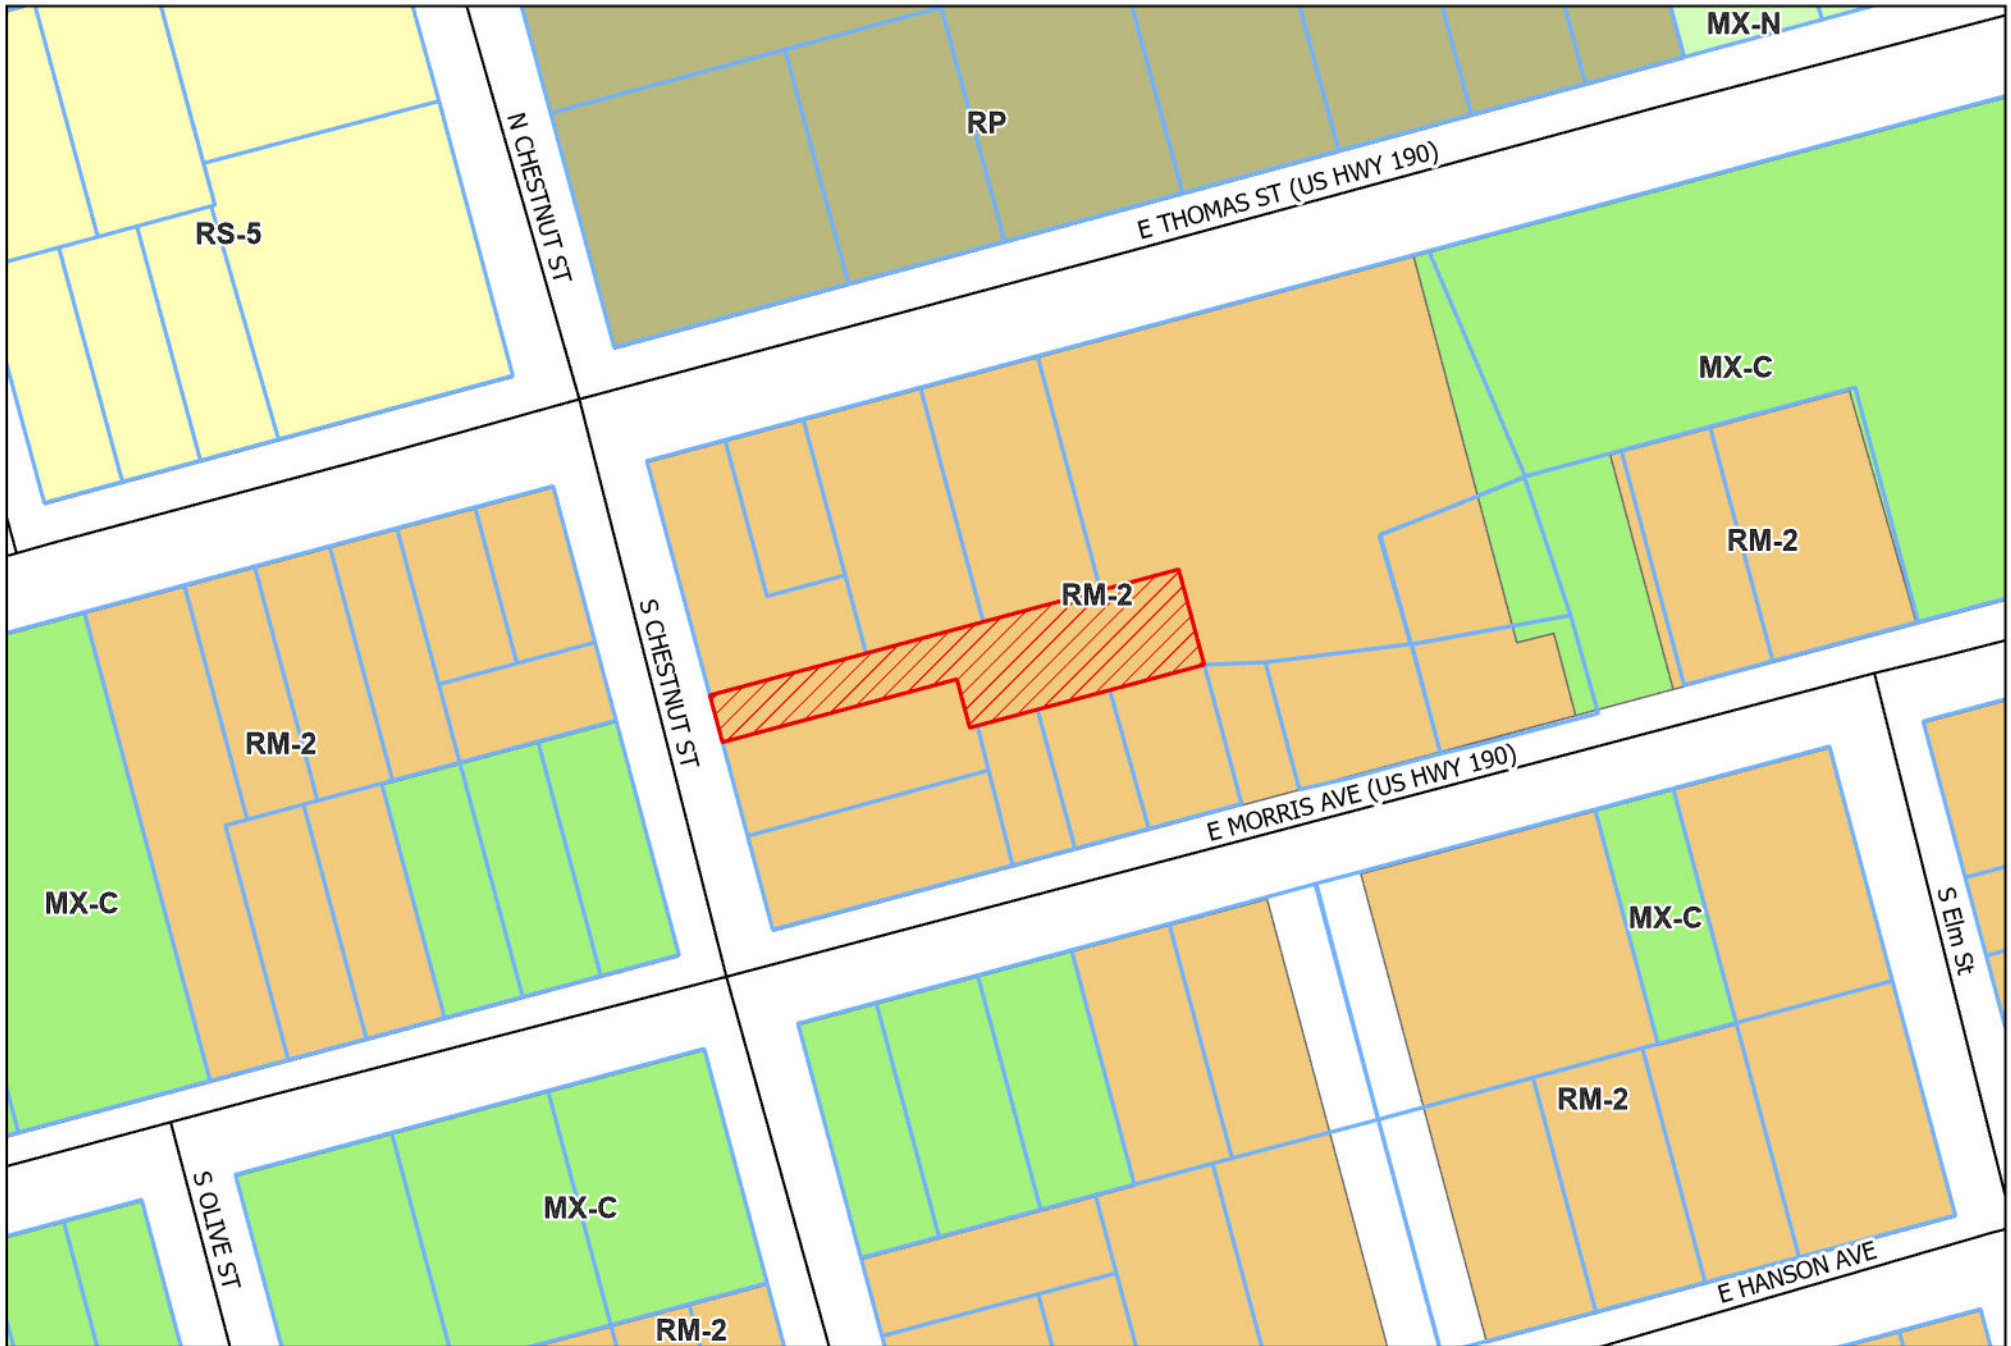 MX-N
RP
N CHESTNUT ST
E THOMAS ST (US HWY 190)
RS-5
MX-C
RM-2
RM-2
S CHESTNUT ST
RM-2
E MORRIS AVE (US HWY 190)
MX-C
MX-C
S Elm St
RM-2
MX-C
S OLIVE ST
E HANSON AVE
RM-2